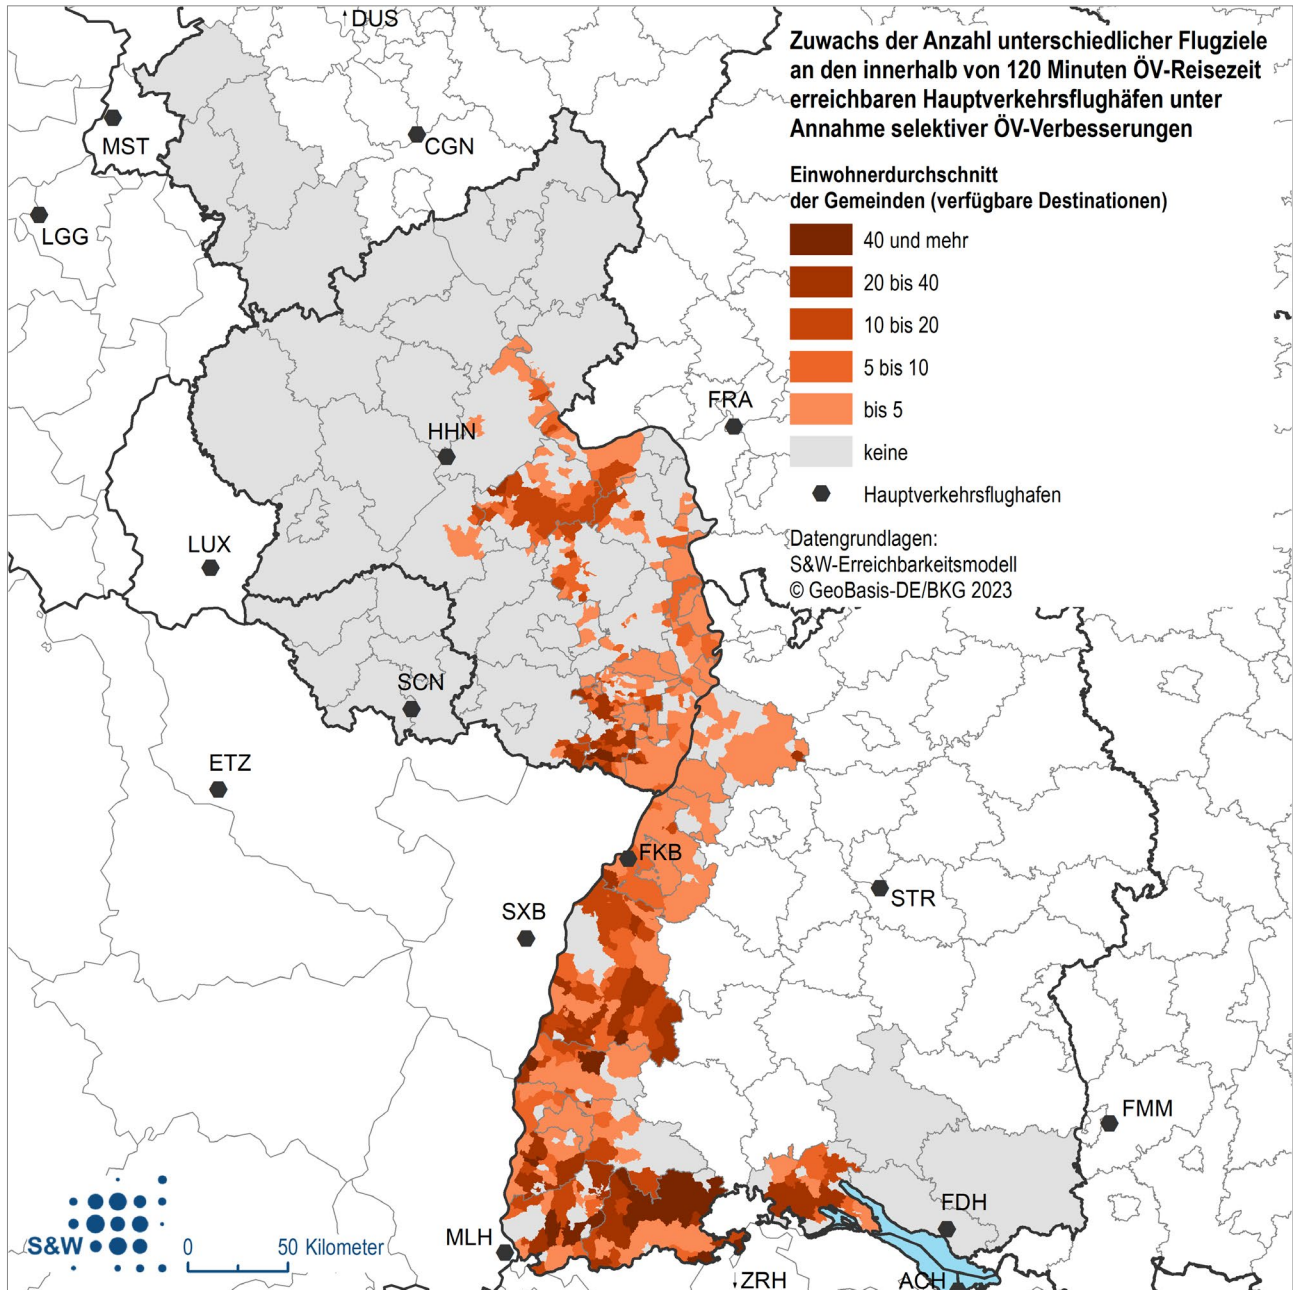 DUS
Zuwachs der Anzahl unterschiedlicher Flugziele
an den innerhalb von 120 Minuten ÖV-Reisezeit
erreichbaren Hauptverkehrsflughäfen unter
Annahme selektiver ÖV-Verbesserungen
Einwohnerdurchschnitt
der Gemeinden (verfügbare Destinationen)
40 und mehr
20 bis 40
10 bis 20
5 bis 10
bis 5
keine
Hauptverkehrsflughafen
Datengrundlagen:
S&W-Erreichbarkeitsmodell
© GeoBasis-DE/BKG 2023
MST
CGN
LGG
FRA
HHN
LUX
SCN
ETZ
FKB
STR
SXB
FMM
FDH
MLH
ZRH
ACH
S&W
0 50 Kilometer